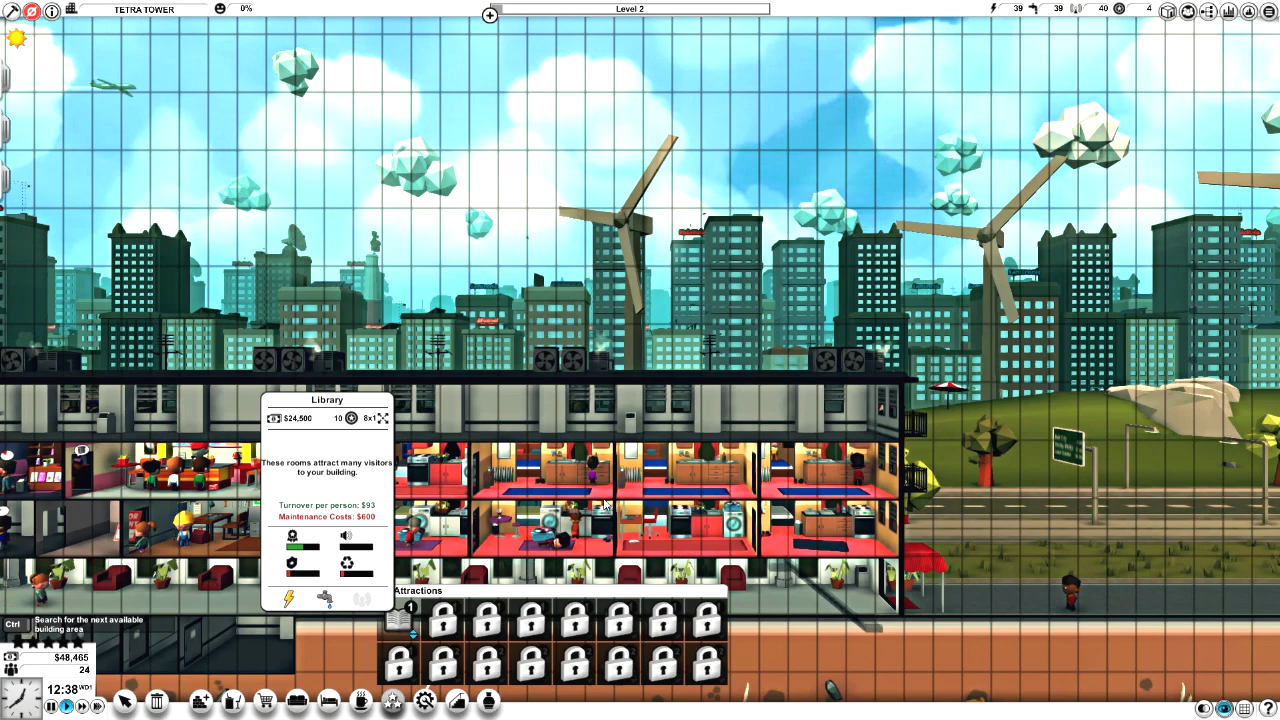 TETRA TOWER
0%
Level 2
39
39
40
4
Library
$24,500
10
8x1
These rooms attract many visitors
to your building.
Turnover per person: $93
Maintenance Costs: $600
Attractions
1
Ctrl
Search for the next available
building area
$48,465
24
12:38 WD1
?